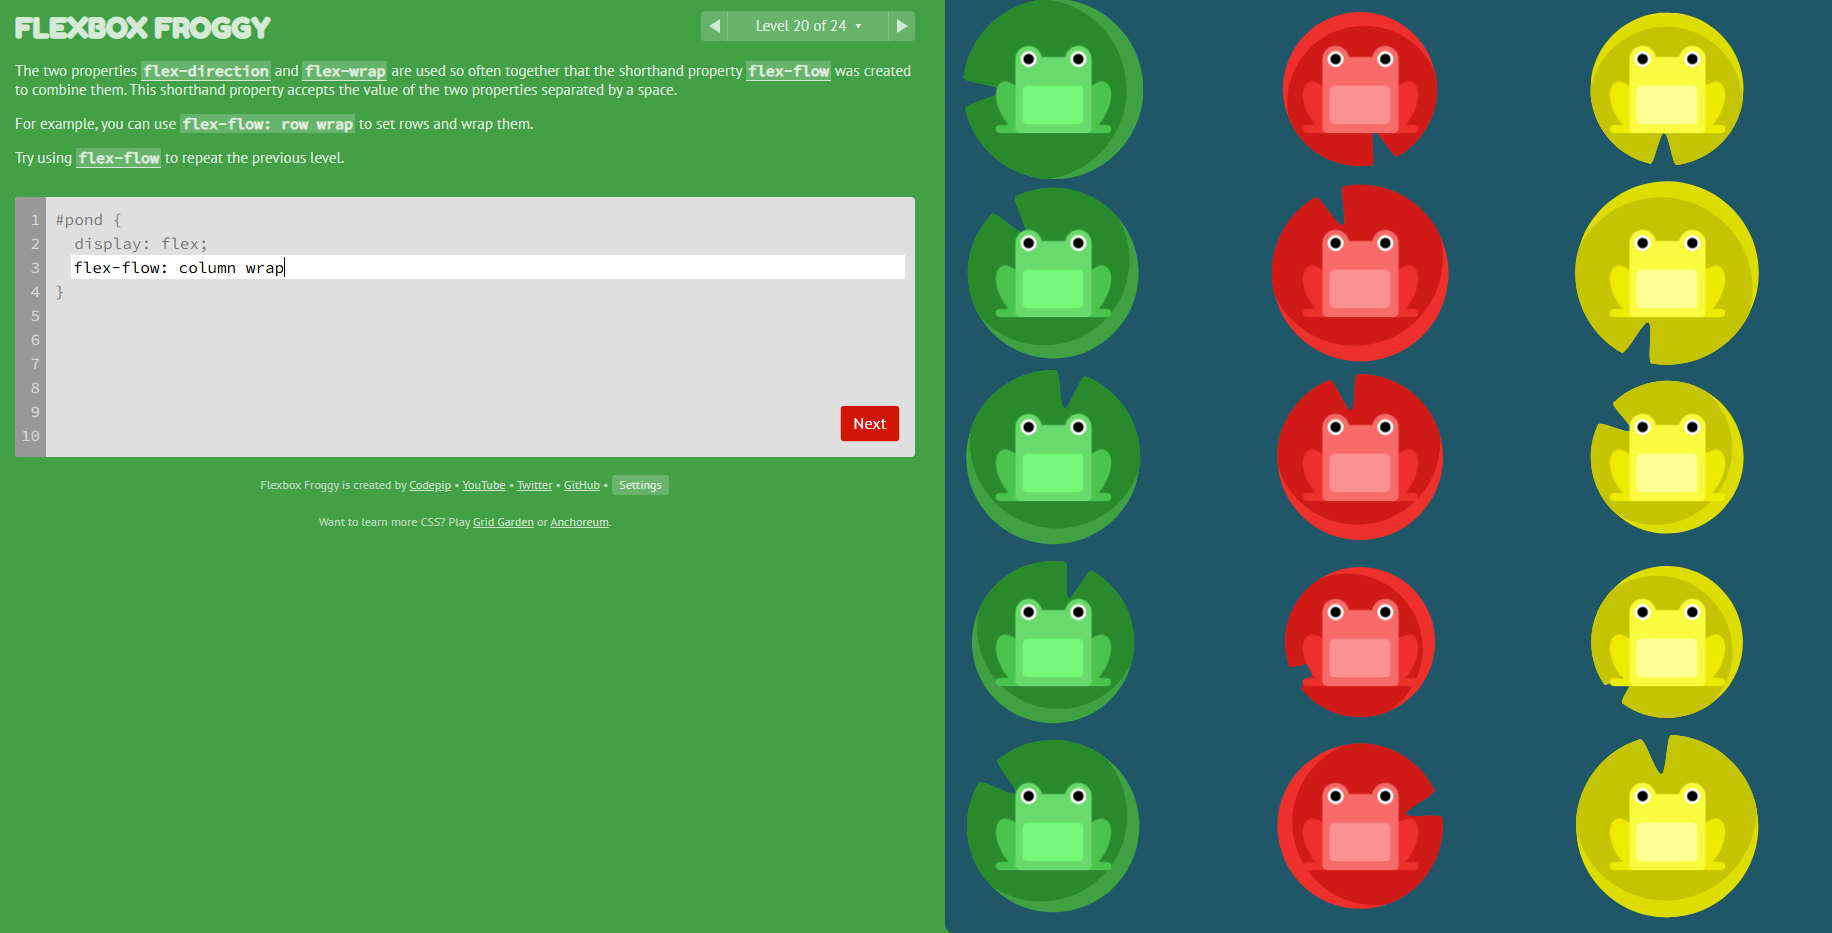 FLEXBOX FROGGY
Level 20 of 24
The two properties flex-direction and flex-wrap are used so often together that the shorthand property flex-flow was created
to combine them. This shorthand property accepts the value of the two properties separated by a space.
For example, you can use flex-flow: row wrap to set rows and wrap them.
Try using flex-flow to repeat the previous level.
1 #pond {
2 display: flex;
3 flex-flow: column wrap
4 }
5
6
7
8
9
10
Next
Flexbox Froggy is created by Codepip • YouTube • Twitter • GitHub • Settings
Want to learn more CSS? Play Grid Garden or Anchoreum.